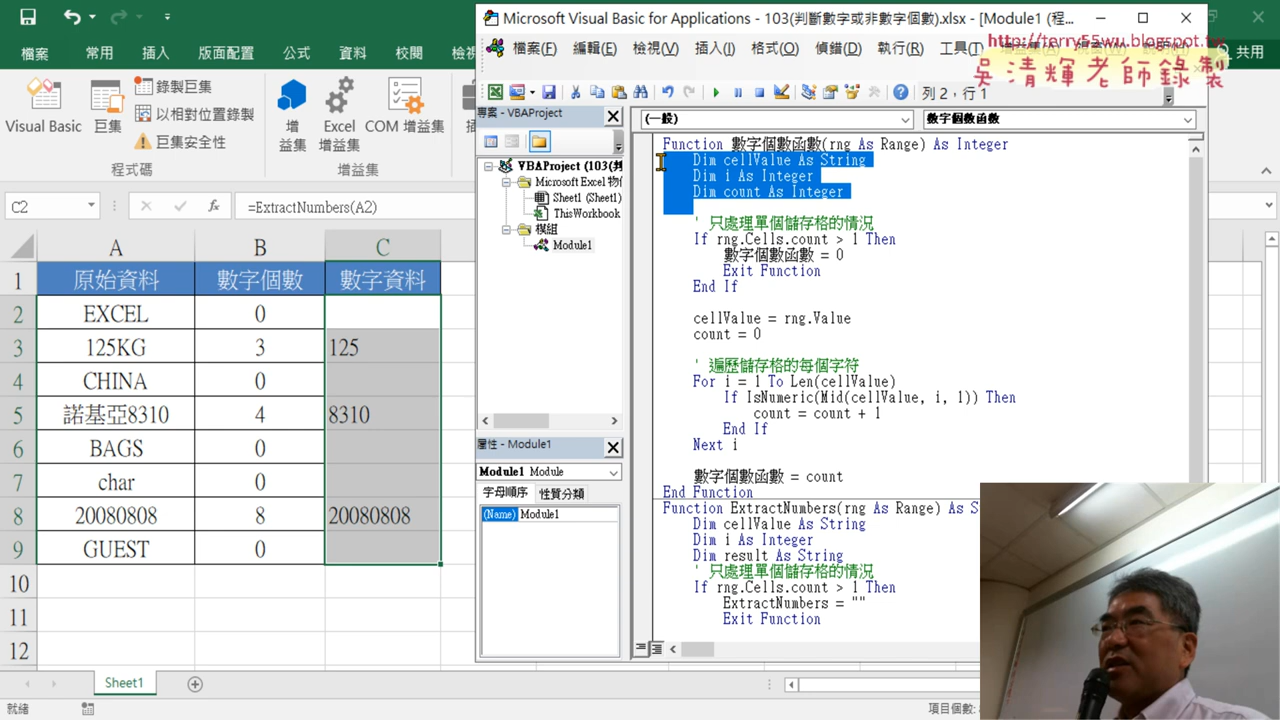 Microsoft Visual Basic for Applications - 103(判斷數字或非數字個數).xlsx - [Module1 (程...
檔案 常用 插入 版面配置 公式 資料 校閱 檢視
檔案(F) 編輯(E) 檢視(V) 插入(I) 格式(O) 偵錯(D) 執行(R) 工具(T)
http://terry55wu.blogspot.tw
吳清輝老師錄製
共用
Visual Basic 巨集 錄製巨集
以相對位置錄製
巨集安全性
增益集 Excel 增益集 COM 增益集
程式碼 增益集
列 2，行 1
專案 - VBAProject
(一般) 數字個數函數
VBAProject (103(判
Microsoft Excel 物件
Sheet1 (Sheet1)
ThisWorkbook
模組
Module1
屬性 - Module1
Module1 Module
字母順序 性質分類
(Name) Module1
C2 fx =ExtractNumbers(A2)
A B C
1 原始資料 數字個數 數字資料
2 EXCEL 0
3 125KG 3 125
4 CHINA 0
5 諾基亞8310 4 8310
6 BAGS 0
7 char 0
8 20080808 8 20080808
9 GUEST 0
10
11
12
Sheet1
就緒
項目個數:
Function 數字個數函數(rng As Range) As Integer
Dim cellValue As String
Dim i As Integer
Dim count As Integer
' 只處理單個儲存格的情況
If rng.Cells.count > 1 Then
數字個數函數 = 0
Exit Function
End If
cellValue = rng.Value
count = 0
' 遍歷儲存格的每個字符
For i = 1 To Len(cellValue)
If IsNumeric(Mid(cellValue, i, 1)) Then
count = count + 1
End If
Next i
數字個數函數 = count
End Function
Function ExtractNumbers(rng As Range) As S
Dim cellValue As String
Dim i As Integer
Dim result As String
' 只處理單個儲存格的情況
If rng.Cells.count > 1 Then
ExtractNumbers = ""
Exit Function